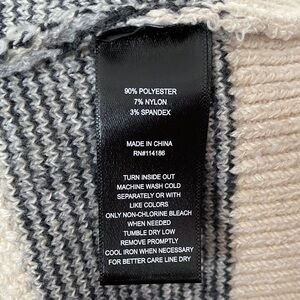 90% POLYESTER
7% NYLON
3% SPANDEX
MADE IN CHINA
RN#114186
TURN INSIDE OUT
MACHINE WASH COLD
SEPARATELY OR WITH
LIKE COLORS
ONLY NON-CHLORINE BLEACH
WHEN NEEDED
TUMBLE DRY LOW
REMOVE PROMPTLY
COOL IRON WHEN NECESSARY
FOR BETTER CARE LINE DRY